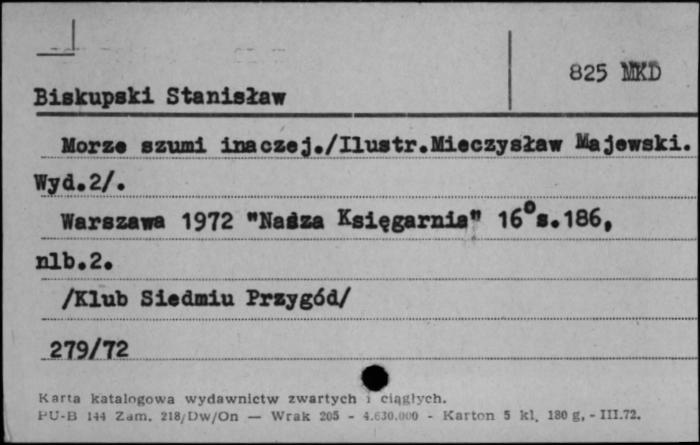 825 MKD
Biskupski Stanisław
Morze szumi inaczej./Ilustr.Mieczysław Majewski.
Wyd.2/.
Warszawa 1972 "Nasza Księgarnia" 16°s.186,
nlb.2.
/Klub Siedmiu Przygód/
279/72
Karta katalogowa wydawnictw zwartych i ciągłych.
PU-B 144 Zam. 218/Dw/On — Wrak 205 - 4.630.000 - Karton 5 kl. 180 g. - III.72.